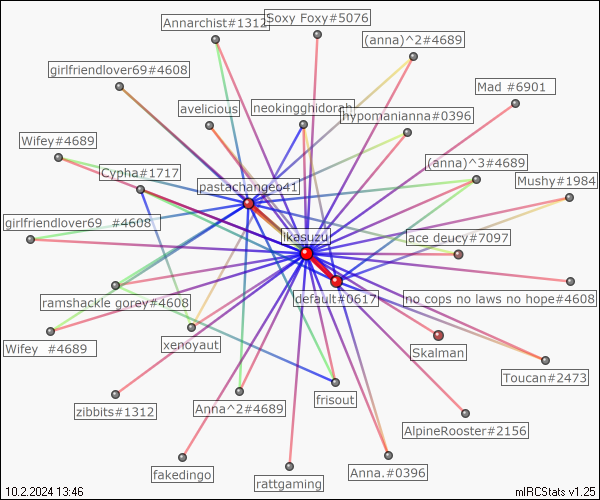 Annarchist#1312
Soxy Foxy#5076
(anna)^2#4689
girlfriendlover69#4608
Mad #6901
avelicious
neokingghidorah
hypomanianna#0396
Wifey#4689
Cypha#1717
(anna)^3#4689
pastachangeo41
Mushy#1984
girlfriendlover69 #4608
ikasuzu
ace deucy#7097
ramshackle gorey#4608
default#0617
no cops no laws no hope#4608
Wifey #4689
xenoyaut
Skalman
Toucan#2473
zibbits#1312
Anna^2#4689
frisout
AlpineRooster#2156
fakedingo
rattgaming
Anna.#0396
10.2.2024 13:46
mIRCStats v1.25